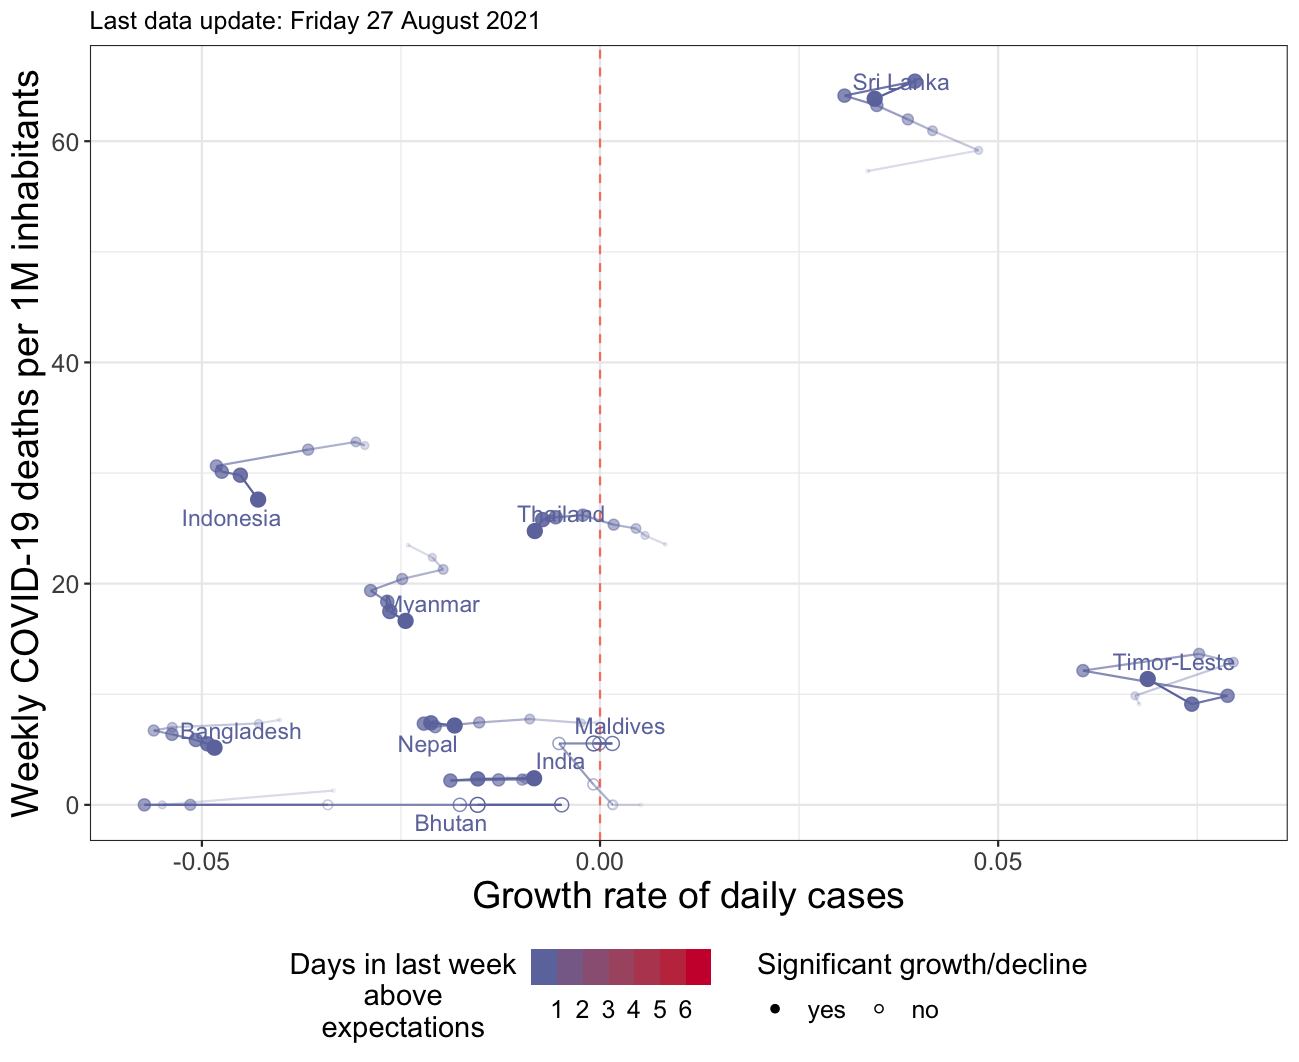 Last data update: Friday 27 August 2021
Weekly COVID-19 deaths per 1M inhabitants
60
40
20
0
Sri Lanka
Indonesia
Thailand
Myanmar
Timor-Leste
Bangladesh
Maldives
Nepal
India
Bhutan
-0.05
0.00
0.05
Growth rate of daily cases
Days in last week
above
expectations
1 2 3 4 5 6
Significant growth/decline
yes no